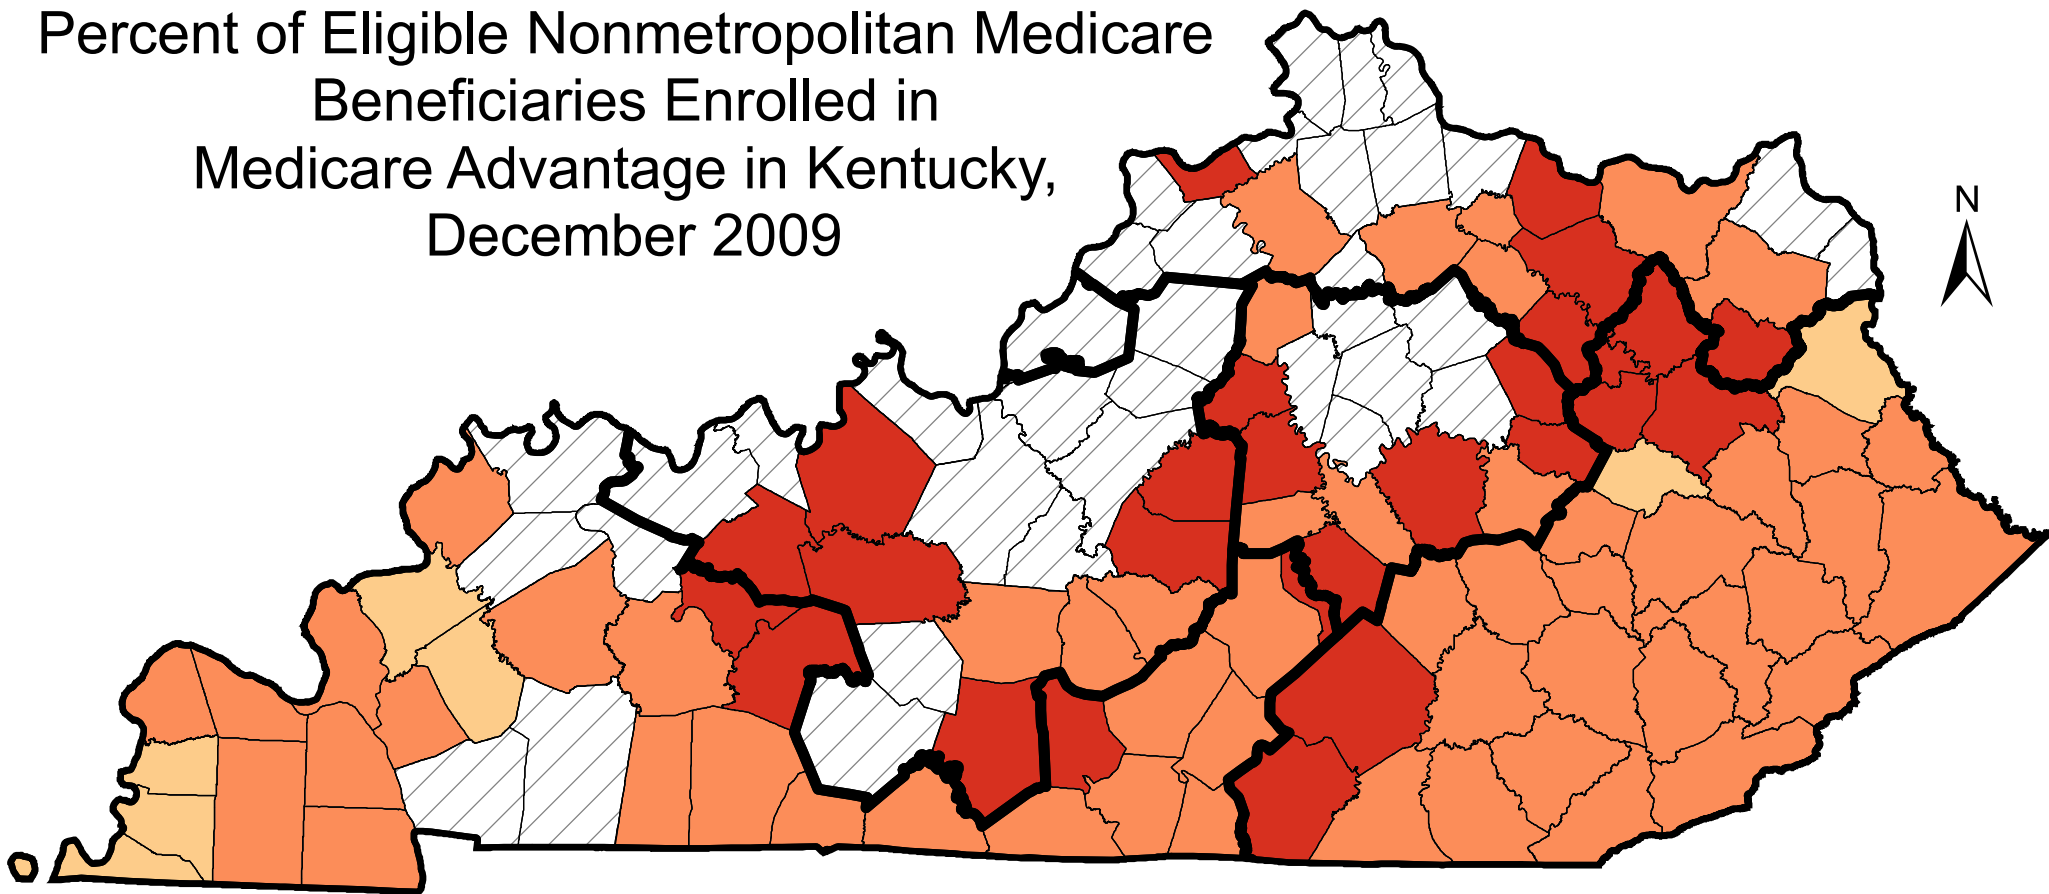 Percent of Eligible Nonmetropolitan Medicare
Beneficiaries Enrolled in
Medicare Advantage in Kentucky,
December 2009
N